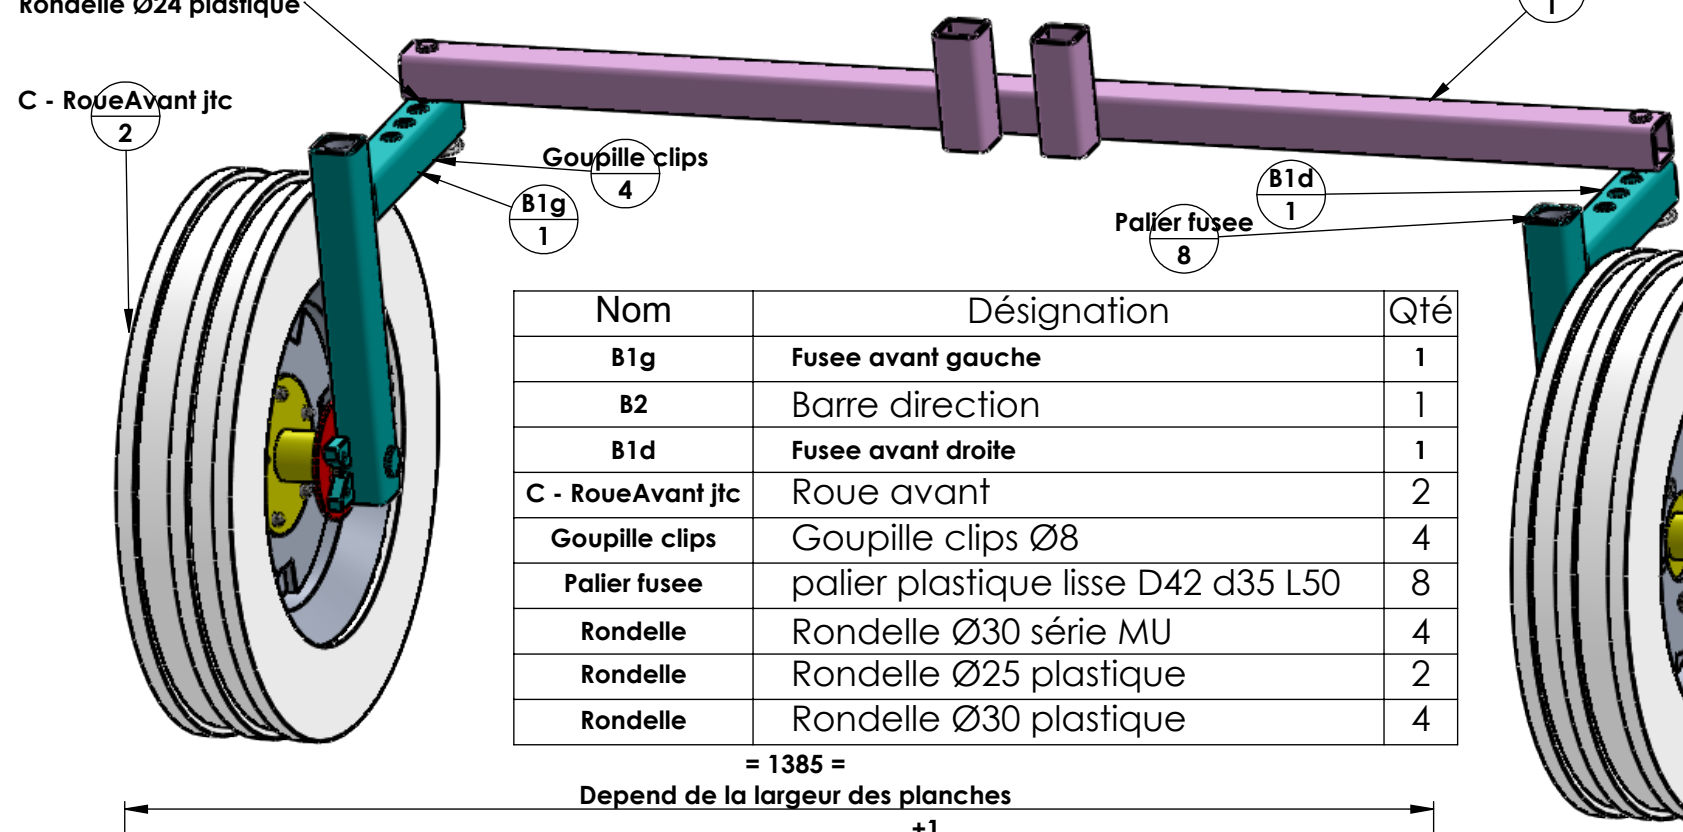 Rondelle Ø24 plastique
1
C - RoueAvant jtc
2
Goupille clips
4
B1g
1
B1d
1
Palier fusee
8
Nom Désignation Qté
B1g Fusee avant gauche 1
B2 Barre direction 1
B1d Fusee avant droite 1
C - RoueAvant jtc Roue avant 2
Goupille clips Goupille clips Ø8 4
Palier fusee palier plastique lisse D42 d35 L50 8
Rondelle Rondelle Ø30 série MU 4
Rondelle Rondelle Ø25 plastique 2
Rondelle Rondelle Ø30 plastique 4
= 1385 =
Depend de la largeur des planches
+1